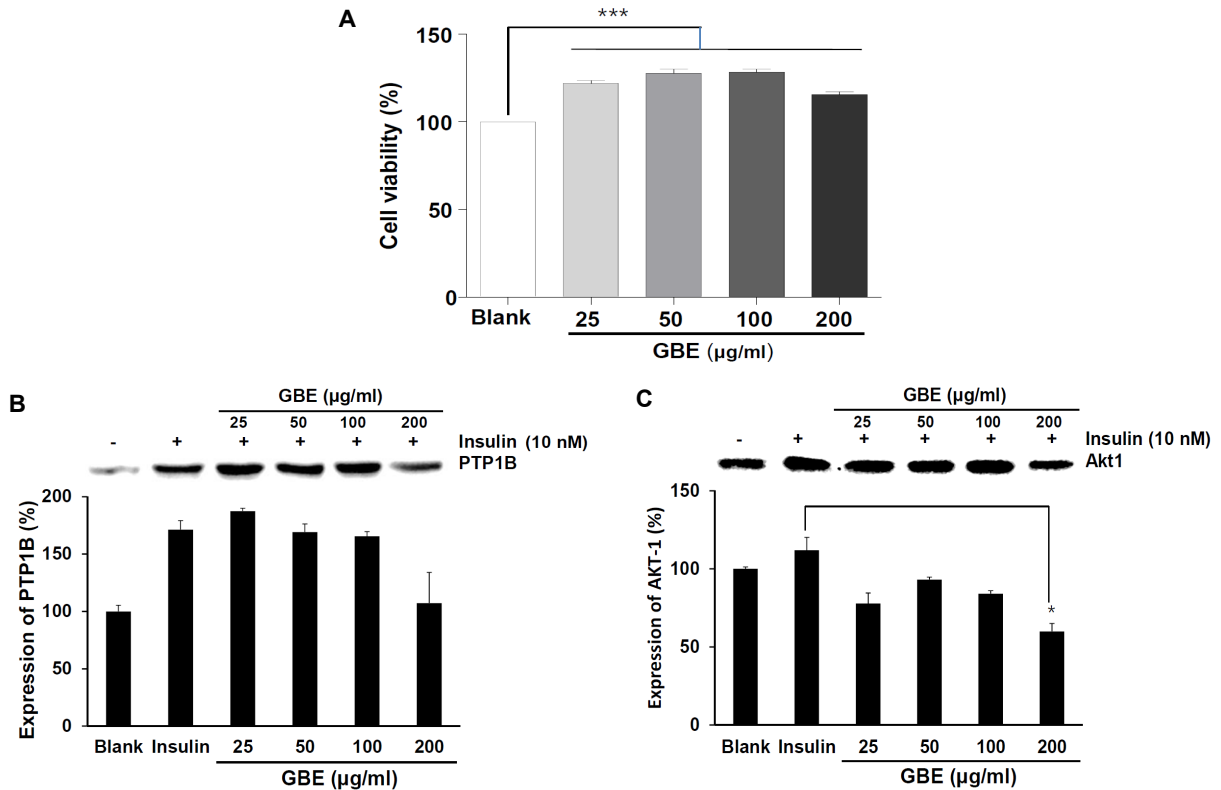 A
***
150
100
50
0
Cell viability (%)
Blank 25 50 100 200
GBE (µg/ml)
B
GBE (µg/ml)
25 50 100 200
- + + + + + Insulin (10 nM)
PTP1B
200
150
100
50
0
Expression of PTP1B (%)
Blank Insulin 25 50 100 200
GBE (µg/ml)
C
GBE (µg/ml)
25 50 100 200
- + + + + + Insulin (10 nM)
Akt1
150
100
50
0
Expression of AKT-1 (%)
*
Blank Insulin 25 50 100 200
GBE (µg/ml)